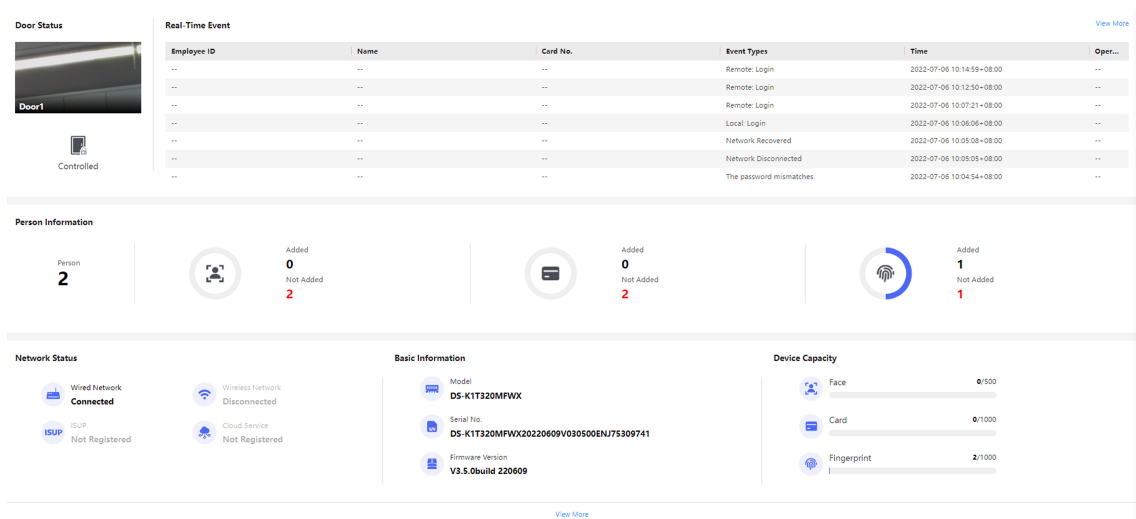 Door Status
Real-Time Event
View More
Employee ID Name Card No. Event Types Time Oper...
-- -- -- Remote: Login 2022-07-06 10:14:59+08:00 --
-- -- -- Remote: Login 2022-07-06 10:12:50+08:00 --
-- -- -- Remote: Login 2022-07-06 10:07:21+08:00 --
-- -- -- Local: Login 2022-07-06 10:06:06+08:00 --
-- -- -- Network Recovered 2022-07-06 10:05:08+08:00 --
-- -- -- Network Disconnected 2022-07-06 10:05:05+08:00 --
-- -- -- The password mismatches. 2022-07-06 10:04:54+08:00 --
Door1
Controlled
Person Information
Person
2
Added
0
Not Added
2
Added
0
Not Added
2
Added
1
Not Added
1
Network Status
Wired Network
Connected
Wireless Network
Disconnected
ISUP
ISUP
Not Registered
Cloud Service
Not Registered
Basic Information
Model
DS-K1T320MFWX
Serial No.
DS-K1T320MFWX20220609V030500ENJ75309741
Firmware Version
V3.5.0build 220609
Device Capacity
Face 0/500
Card 0/1000
Fingerprint 2/1000
View More